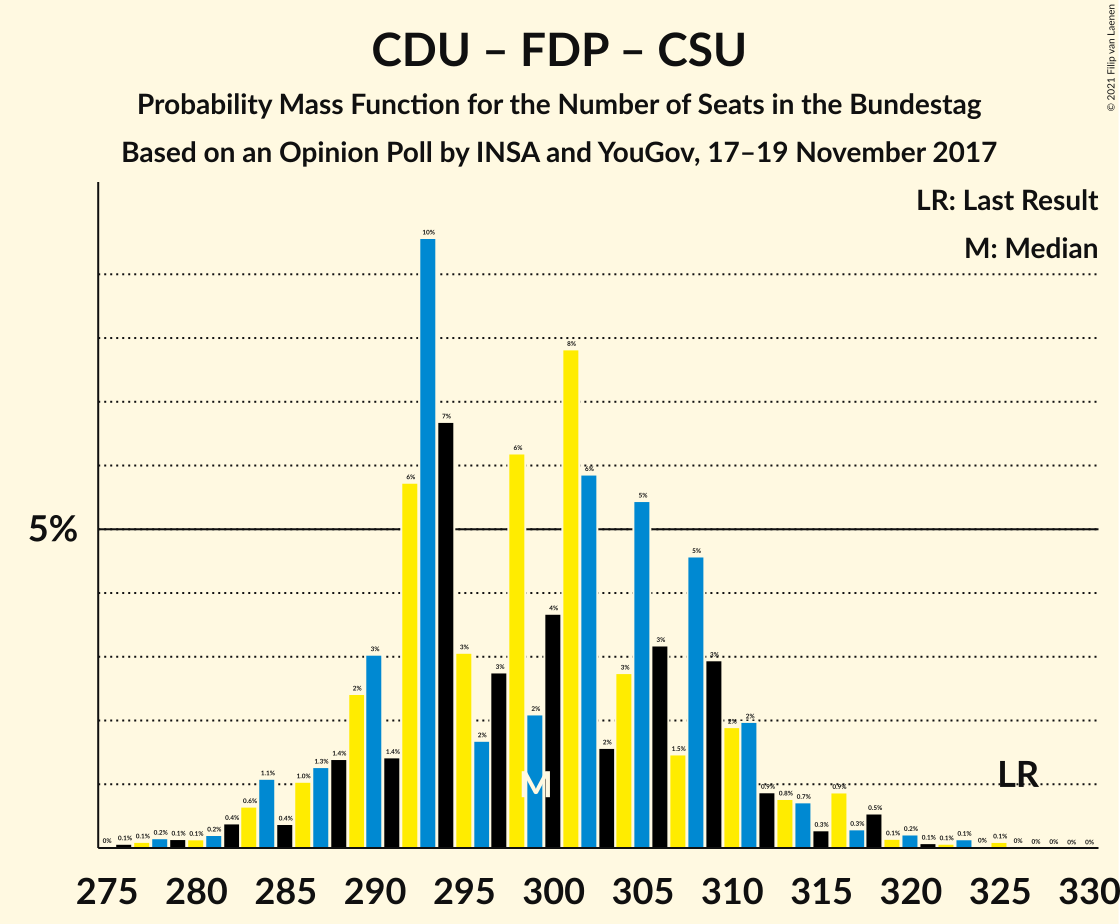 CDU – FDP – CSU
Probability Mass Function for the Number of Seats in the Bundestag
Based on an Opinion Poll by INSA and YouGov, 17–19 November 2017
© 2021 Filip van Laenen
LR: Last Result
M: Median
5%
0% 0.1% 0.1% 0.2% 0.1% 0.1% 0.2% 0.4% 0.6% 1.1% 0.4% 1.0% 1.3% 1.4% 2% 3% 1.4% 6% 10% 7% 3% 2% 3% 6% 2% 4% 8% 6% 2% 3% 5% 3% 1.5% 5% 3% 2% 2% 0.9% 0.8% 0.7% 0.3% 0.9% 0.3% 0.5% 0.1% 0.2% 0.1% 0.1% 0.1% 0% 0.1% 0% 0% 0% 0% 0%
M
LR
275 280 285 290 295 300 305 310 315 320 325 330